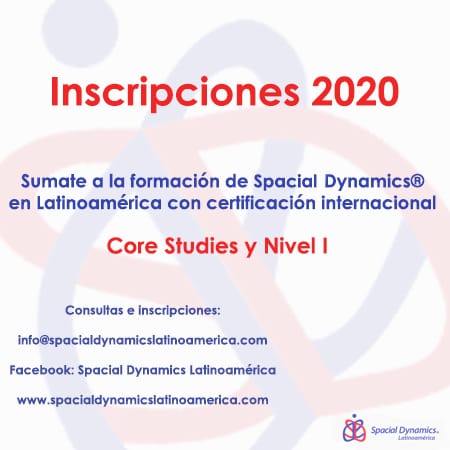 Inscripciones 2020
Sumate a la formación de Spacial Dynamics®
en Latinoamérica con certificación internacional
Core Studies y Nivel I
Consultas e inscripciones:
info@spacialdynamicslatinoamerica.com
Facebook: Spacial Dynamics Latinoamérica
www.spacialdynamicslatinoamerica.com
Spacial Dynamics®
Latinoamérica